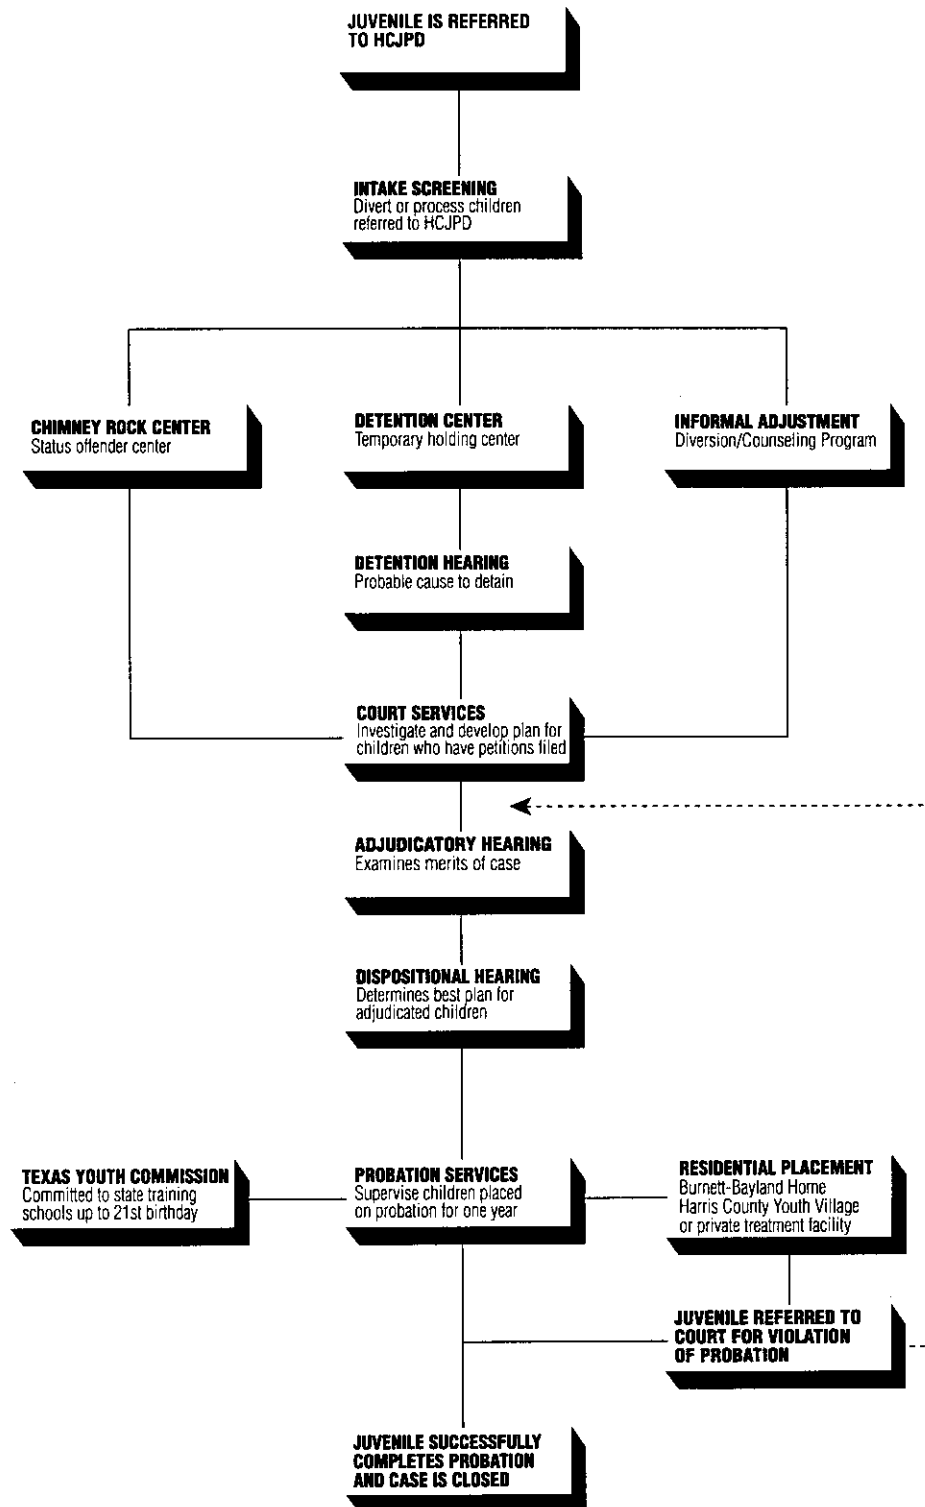 JUVENILE IS REFERRED
TO HCJPD
INTAKE SCREENING
Divert or process children
referred to HCJPD
CHIMNEY ROCK CENTER
Status offender center
DETENTION CENTER
Temporary holding center
INFORMAL ADJUSTMENT
Diversion/Counseling Program
DETENTION HEARING
Probable cause to detain
COURT SERVICES
Investigate and develop plan for
children who have petitions filed
ADJUDICATORY HEARING
Examines merits of case
DISPOSITIONAL HEARING
Determines best plan for
adjudicated children
TEXAS YOUTH COMMISSION
Committed to state training
schools up to 21st birthday
PROBATION SERVICES
Supervise children placed
on probation for one year
RESIDENTIAL PLACEMENT
Burnett-Bayland Home
Harris County Youth Village
or private treatment facility
JUVENILE REFERRED TO
COURT FOR VIOLATION
OF PROBATION
JUVENILE SUCCESSFULLY
COMPLETES PROBATION
AND CASE IS CLOSED